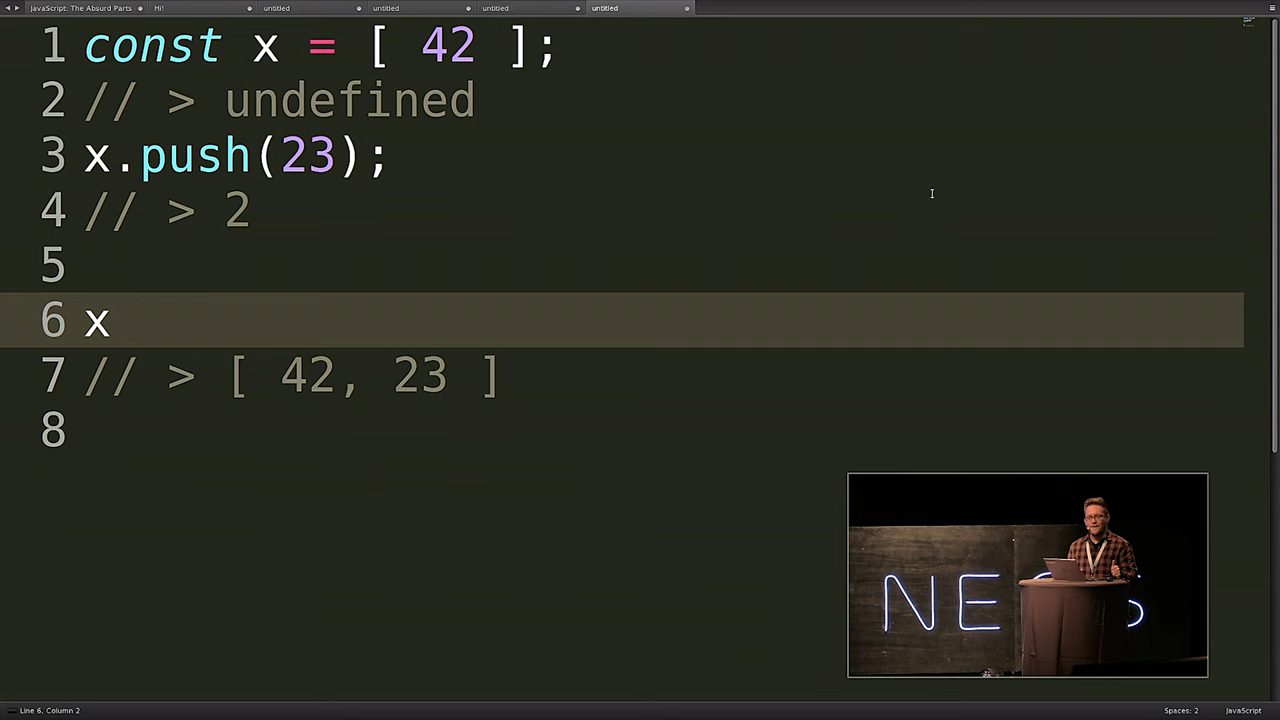 JavaScript: The Absurd Parts
Hi!
untitled
untitled
untitled
untitled
1 const x = [ 42 ];
2 // > undefined
3 x.push(23);
4 // > 2
5
6 x
7 // > [ 42, 23 ]
8
NE S
Line 6, Column 2
Spaces: 2
JavaScript